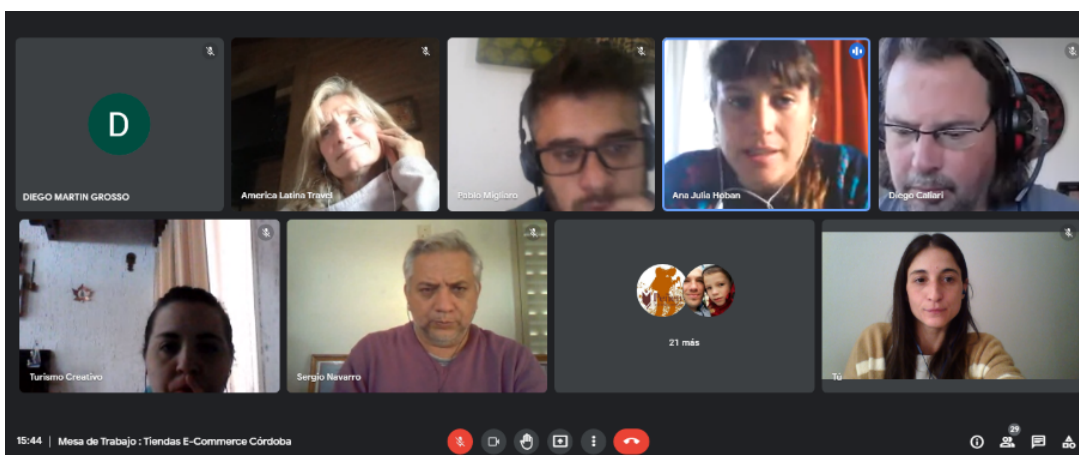 D
DIEGO MARTIN GROSSO
America Latina Travel
Pablo Migliaro
Ana Julia Hoban
Diego Callari
Turismo Creativo
Sergio Navarro
21 más
Tú
15:44 | Mesa de Trabajo : Tiendas E-Commerce Córdoba
29